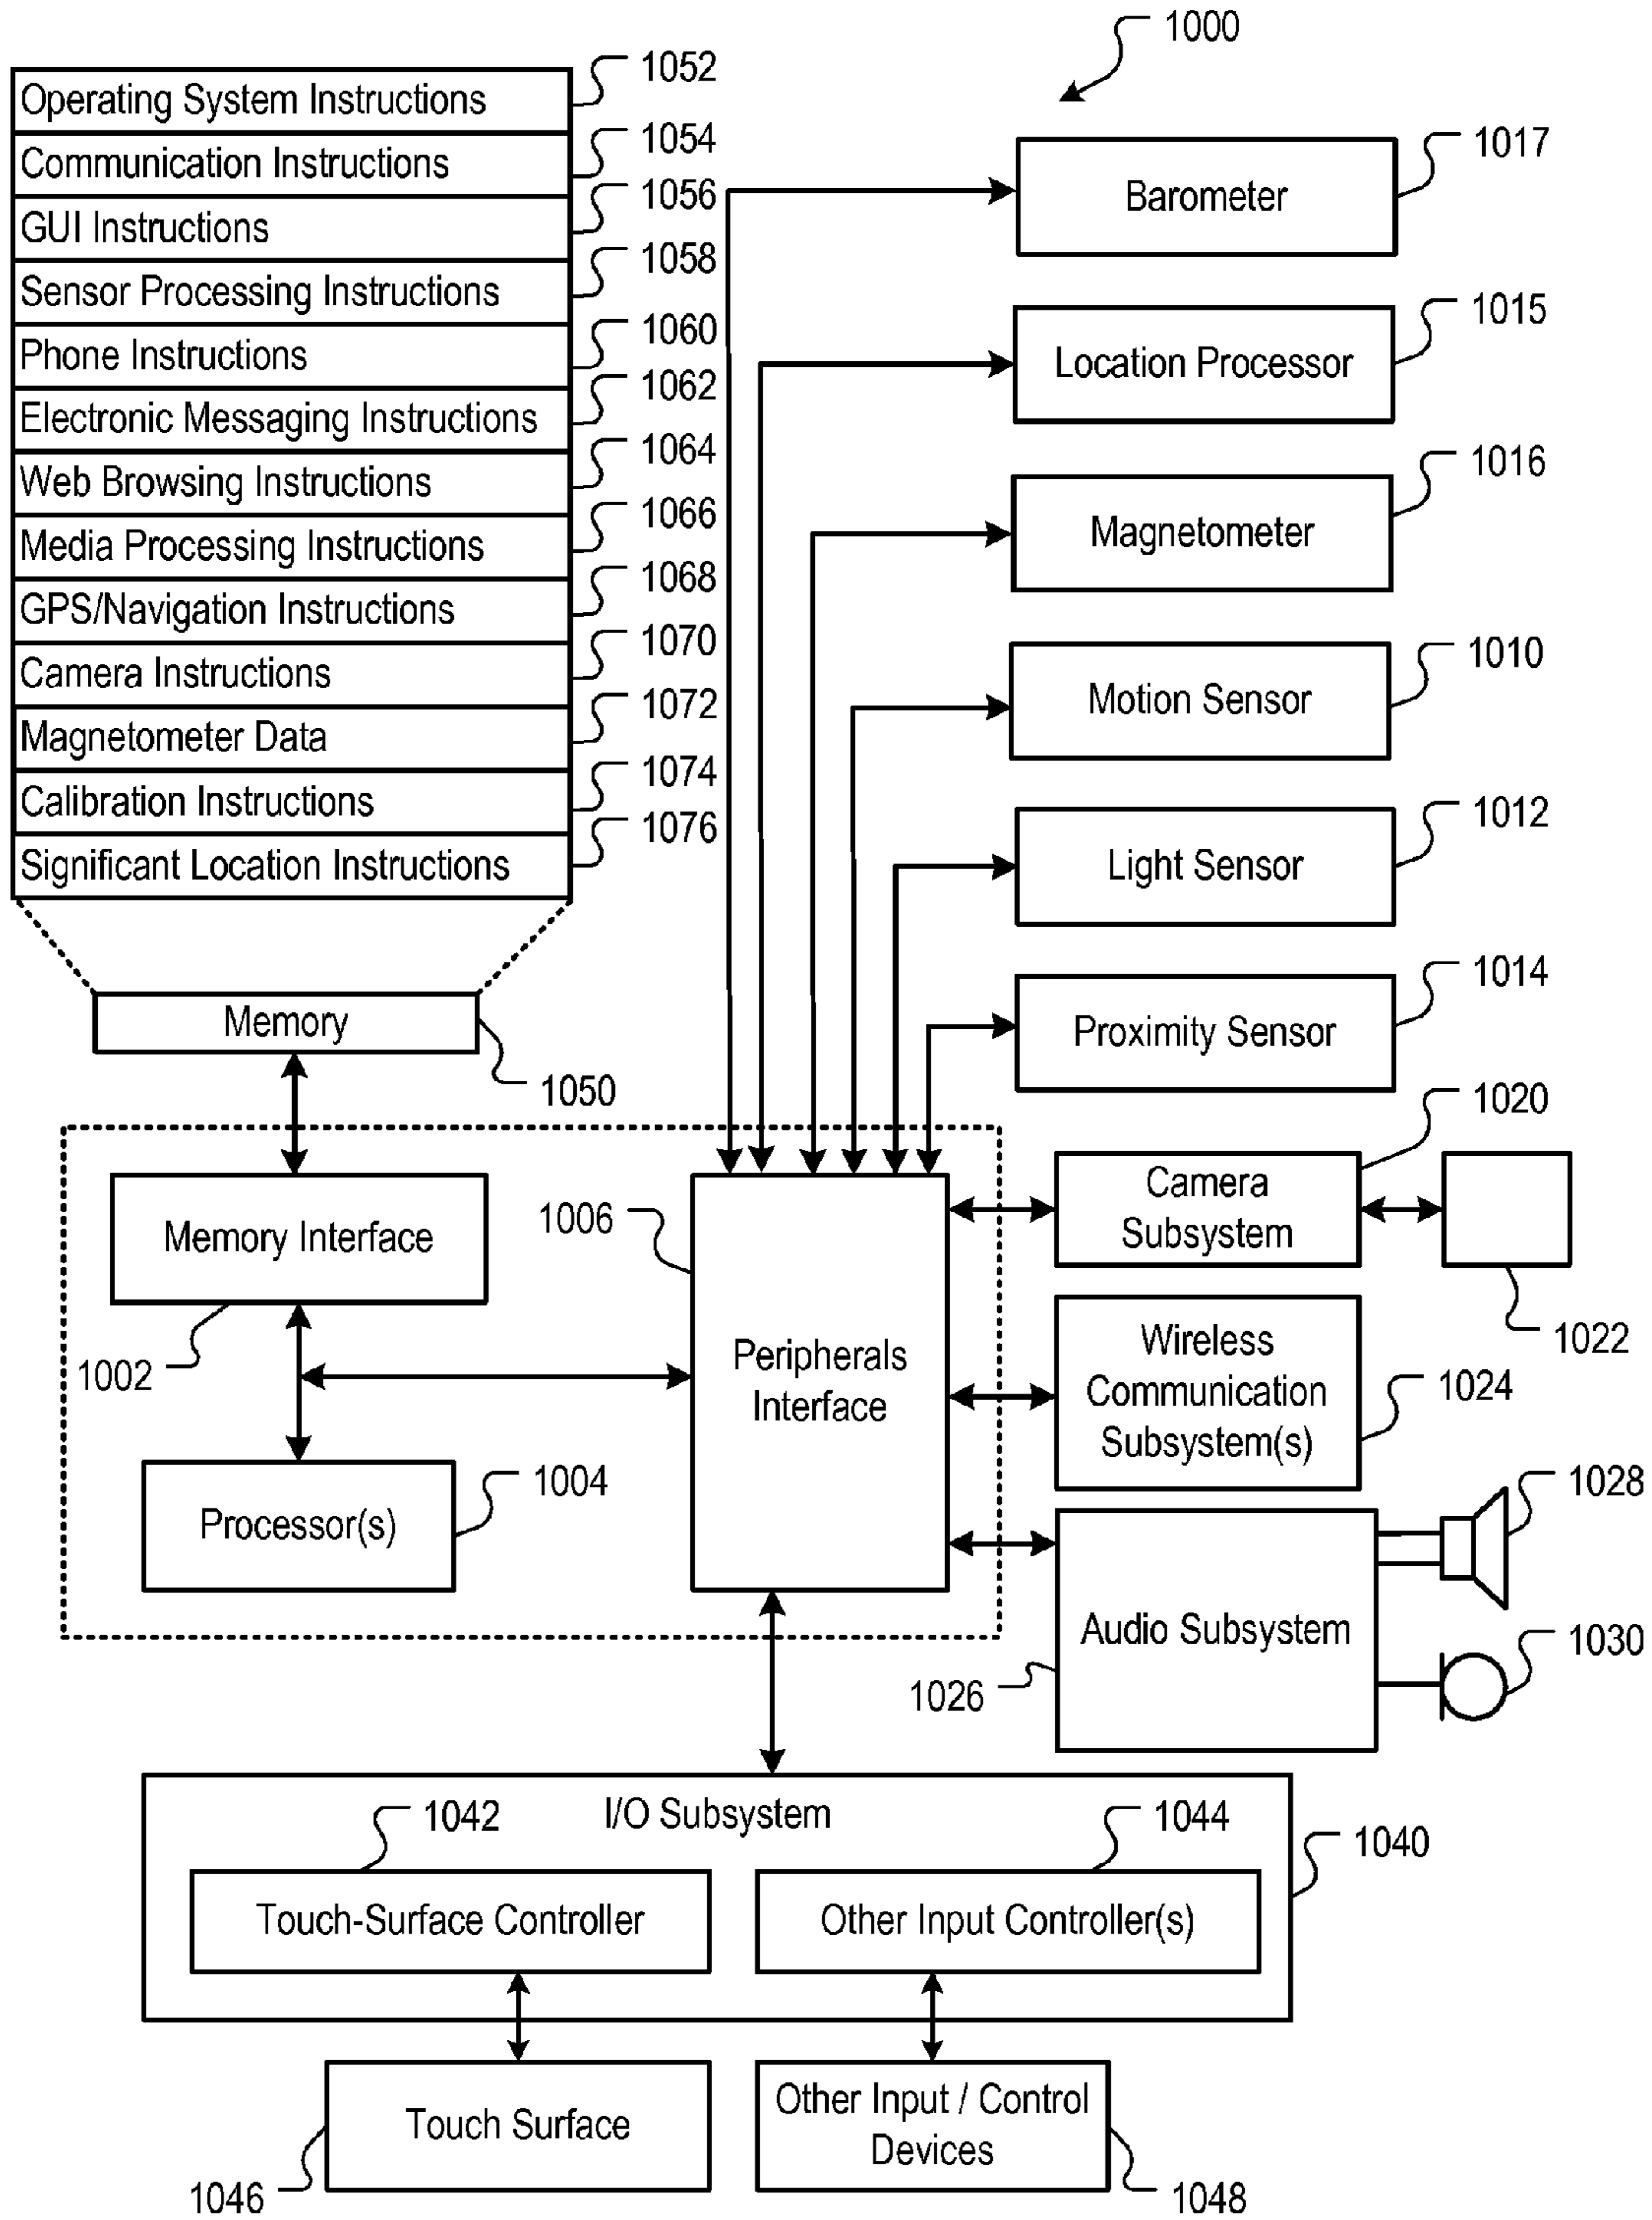 1000
Operating System Instructions
1052
Communication Instructions
1054
GUI Instructions
1056
Sensor Processing Instructions
1058
Phone Instructions
1060
Electronic Messaging Instructions
1062
Web Browsing Instructions
1064
Media Processing Instructions
1066
GPS/Navigation Instructions
1068
Camera Instructions
1070
Magnetometer Data
1072
Calibration Instructions
1074
Significant Location Instructions
1076
Memory
1050
Barometer
1017
Location Processor
1015
Magnetometer
1016
Motion Sensor
1010
Light Sensor
1012
Proximity Sensor
1014
Memory Interface
1002
Processor(s)
1004
1006
Peripherals
Interface
1020
Camera
Subsystem
1022
Wireless
Communication
Subsystem(s)
1024
Audio Subsystem
1026
1028
1030
I/O Subsystem
1040
1042
Touch-Surface Controller
1044
Other Input Controller(s)
Touch Surface
1046
Other Input / Control
Devices
1048